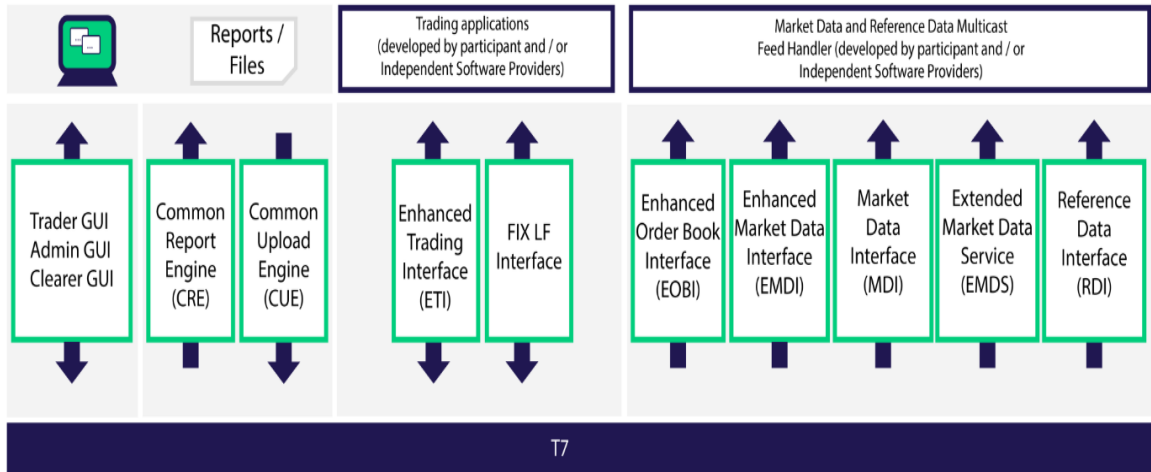 Reports /
Files
Trading applications
(developed by participant and / or
Independent Software Providers)
Market Data and Reference Data Multicast
Feed Handler (developed by participant and / or
Independent Software Providers)
Trader GUI
Admin GUI
Clearer GUI
Common
Report
Engine
(CRE)
Common
Upload
Engine
(CUE)
Enhanced
Trading
Interface
(ETI)
FIX LF
Interface
Enhanced
Order Book
Interface
(EOBI)
Enhanced
Market Data
Interface
(EMDI)
Market
Data
Interface
(MDI)
Extended
Market Data
Service
(EMDS)
Reference
Data
Interface
(RDI)
T7